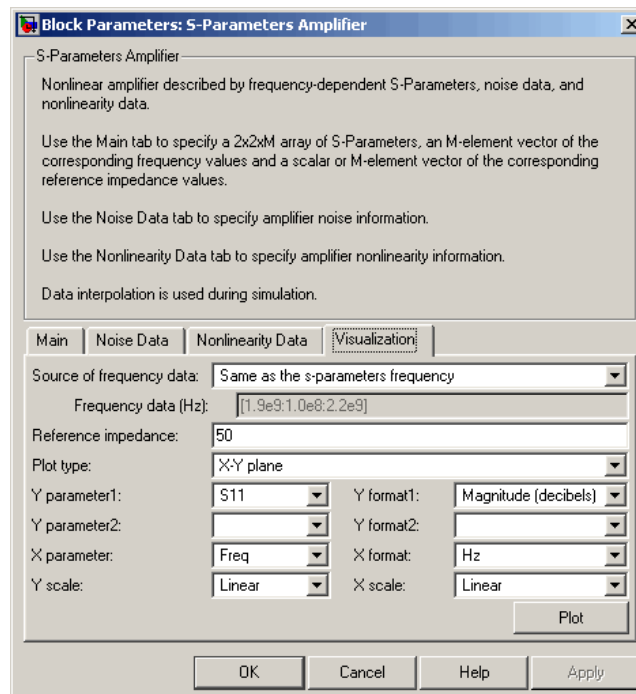 Block Parameters: S-Parameters Amplifier
S-Parameters Amplifier
Nonlinear amplifier described by frequency-dependent S-Parameters, noise data, and
nonlinearity data.
Use the Main tab to specify a 2x2xM array of S-Parameters, an M-element vector of the
corresponding frequency values and a scalar or M-element vector of the corresponding
reference impedance values.
Use the Noise Data tab to specify amplifier noise information.
Use the Nonlinearity Data tab to specify amplifier nonlinearity information.
Data interpolation is used during simulation.
Main Noise Data Nonlinearity Data Visualization
Source of frequency data: Same as the s-parameters frequency
Frequency data (Hz): [1.9e9:1.0e8:2.2e9]
Reference impedance: 50
Plot type: X-Y plane
Y parameter1: S11 Y format1: Magnitude (decibels)
Y parameter2: Y format2:
X parameter: Freq X format: Hz
Y scale: Linear X scale: Linear
Plot
OK Cancel Help Apply